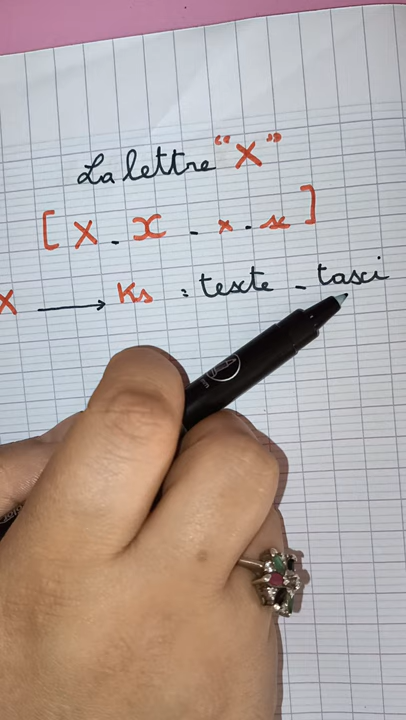 La lettre "X"
[ X - X - x - x ]
X → Ks : texte - taxi